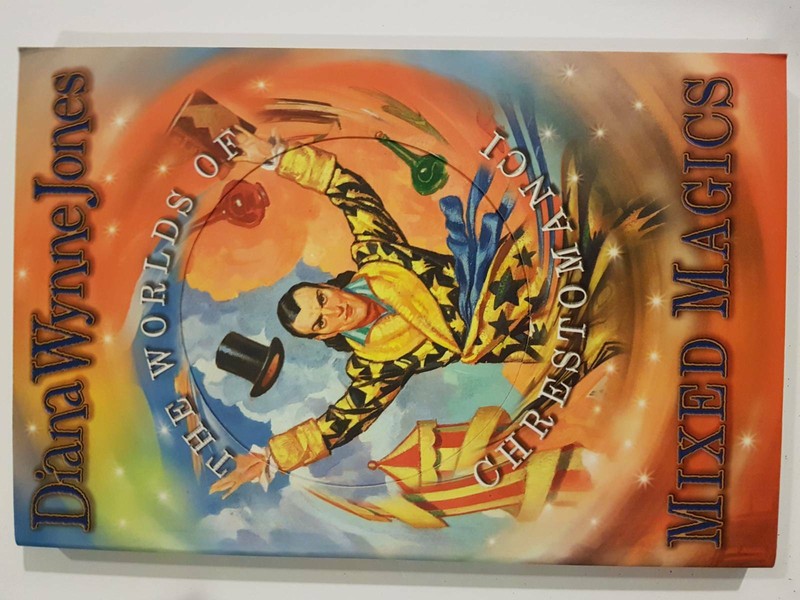 Diana Wynne Jones
THE WORLDS OF
CHRESTOMANCI
MIXED MAGICS